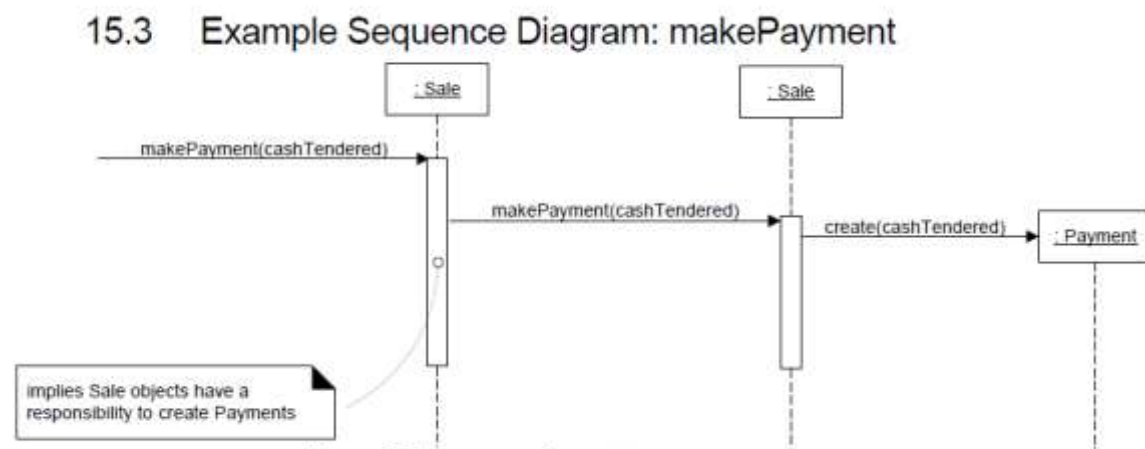 15.3 Example Sequence Diagram: makePayment
: Sale
: Sale
makePayment(cashTendered)
makePayment(cashTendered)
create(cashTendered)
: Payment
implies Sale objects have a
responsibility to create Payments